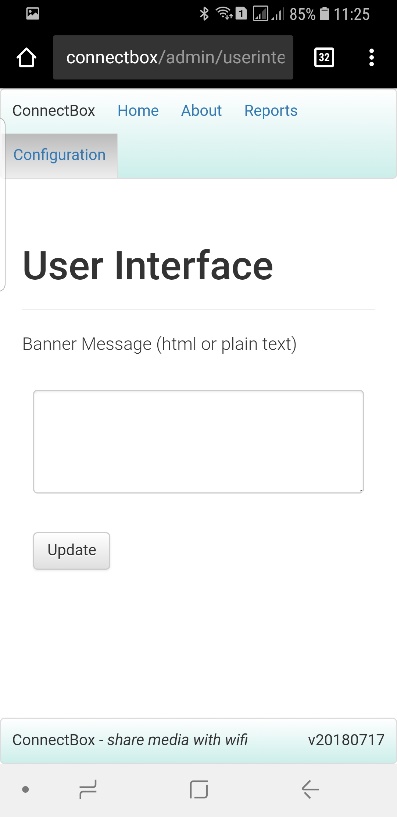 1 85% 11:25
connectbox/admin/userinte
32
ConnectBox Home About Reports
Configuration
User Interface
Banner Message (html or plain text)
Update
ConnectBox - share media with wifi v20180717